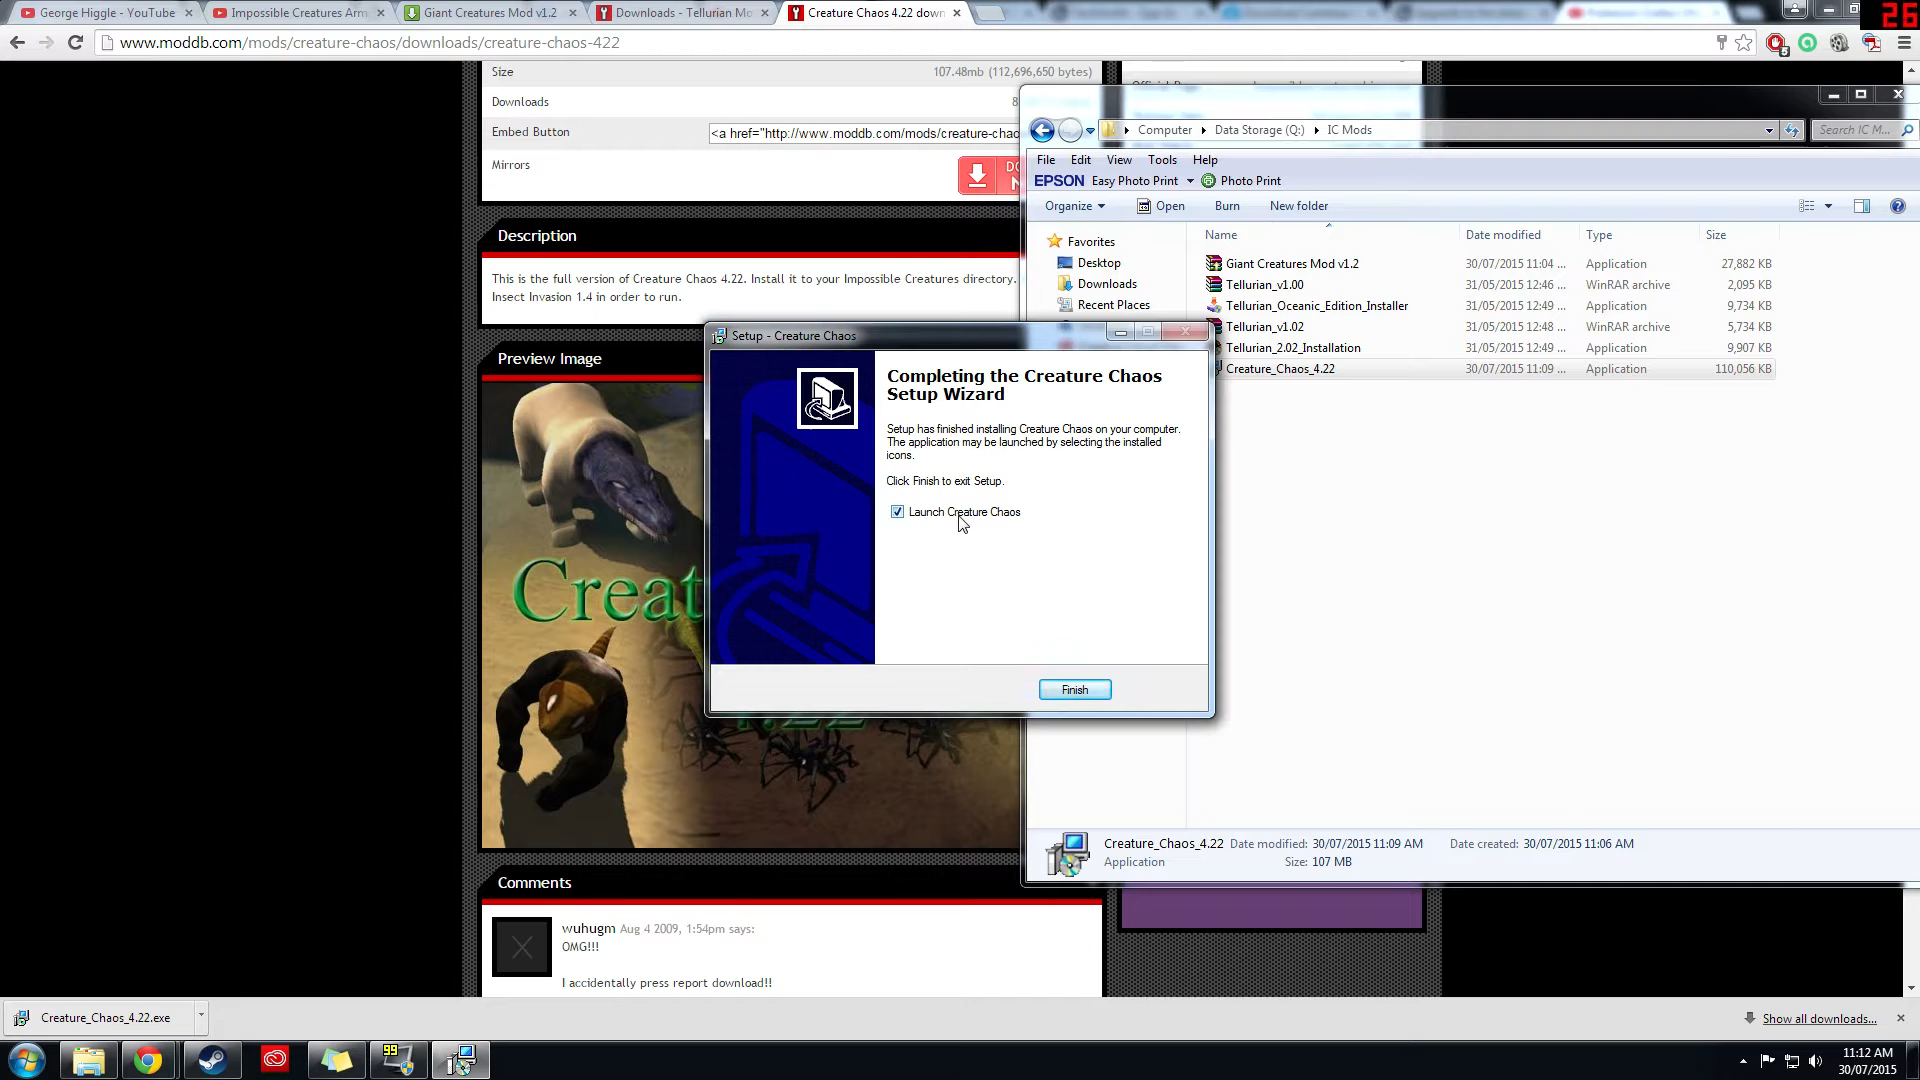 George Higgle - YouTube
Impossible Creatures Arm
Giant Creatures Mod v1.2
Downloads - Tellurian Mo
Creature Chaos 4.22 down
26
www.moddb.com/mods/creature-chaos/downloads/creature-chaos-422
5
Size
107.48mb (112,696,650 bytes)
Downloads
8
Embed Button
<a href="http://www.moddb.com/mods/creature-chao
Mirrors
Description
This is the full version of Creature Chaos 4.22. Install it to your Impossible Creatures directory.
Insect Invasion 1.4 in order to run.
Preview Image
Creat
4.22
Comments
wuhugm Aug 4 2009, 1:54pm says:
OMG!!!
I accidentally press report download!!
Computer
Data Storage (Q:)
IC Mods
Search IC M...
File
Edit
View
Tools
Help
EPSON
Easy Photo Print
Photo Print
Organize
Open
Burn
New folder
Favorites
Desktop
Downloads
Recent Places
Name
Date modified
Type
Size
Giant Creatures Mod v1.2
30/07/2015 11:04 ...
Application
27,882 KB
Tellurian_v1.00
31/05/2015 12:46 ...
WinRAR archive
2,095 KB
Tellurian_Oceanic_Edition_Installer
31/05/2015 12:49 ...
Application
9,734 KB
Tellurian_v1.02
31/05/2015 12:48 ...
WinRAR archive
5,734 KB
Tellurian_2.02_Installation
31/05/2015 12:49 ...
Application
9,907 KB
Creature_Chaos_4.22
30/07/2015 11:09 ...
Application
110,056 KB
Setup - Creature Chaos
Completing the Creature Chaos
Setup Wizard
Setup has finished installing Creature Chaos on your computer.
The application may be launched by selecting the installed
icons.
Click Finish to exit Setup.
Launch Creature Chaos
Finish
Creature_Chaos_4.22
Date modified: 30/07/2015 11:09 AM
Date created: 30/07/2015 11:06 AM
Application
Size: 107 MB
Creature_Chaos_4.22.exe
Show all downloads...
99
11:12 AM
30/07/2015